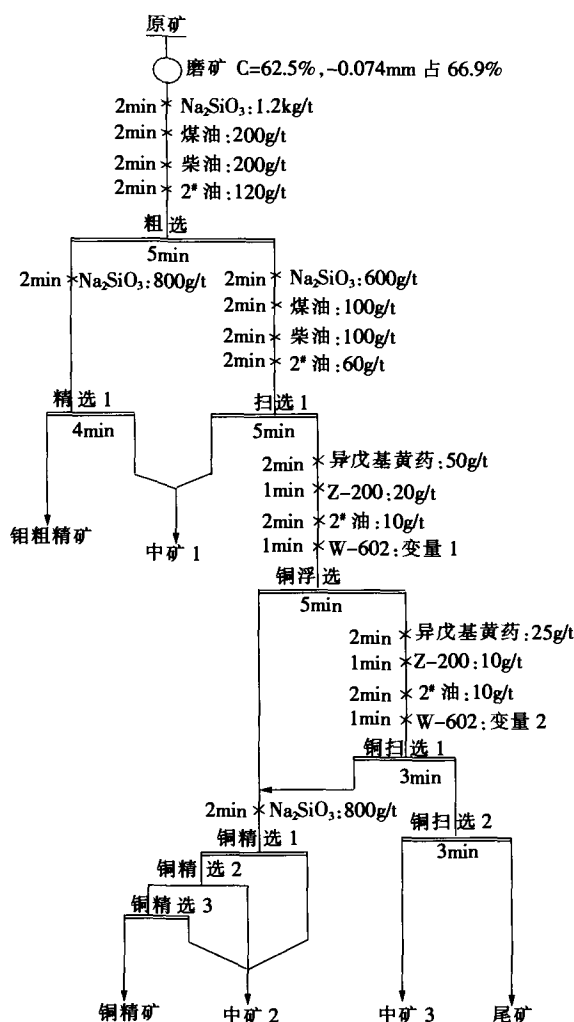 原矿
磨矿 C=62.5%,-0.074mm 占 66.9%
2min Na₂SiO₃:1.2kg/t
2min 煤油:200g/t
2min 柴油:200g/t
2min 2#油:120g/t
粗选
5min
2min Na₂SiO₃:800g/t
2min Na₂SiO₃:600g/t
2min 煤油:100g/t
2min 柴油:100g/t
2min 2#油:60g/t
精选 1
4min
扫选1
5min
钼粗精矿
中矿 1
2min 异戊基黄药:50g/t
1min Z-200:20g/t
2min 2#油:10g/t
1min W-602:变量 1
铜浮选
5min
2min 异戊基黄药:25g/t
1min Z-200:10g/t
2min 2#油:10g/t
1min W-602:变量 2
铜扫选 1
3min
2min Na₂SiO₃:800g/t
铜精选 1
铜精选 2
铜精选 3
铜扫选 2
3min
铜精矿
中矿 2
中矿 3
尾矿